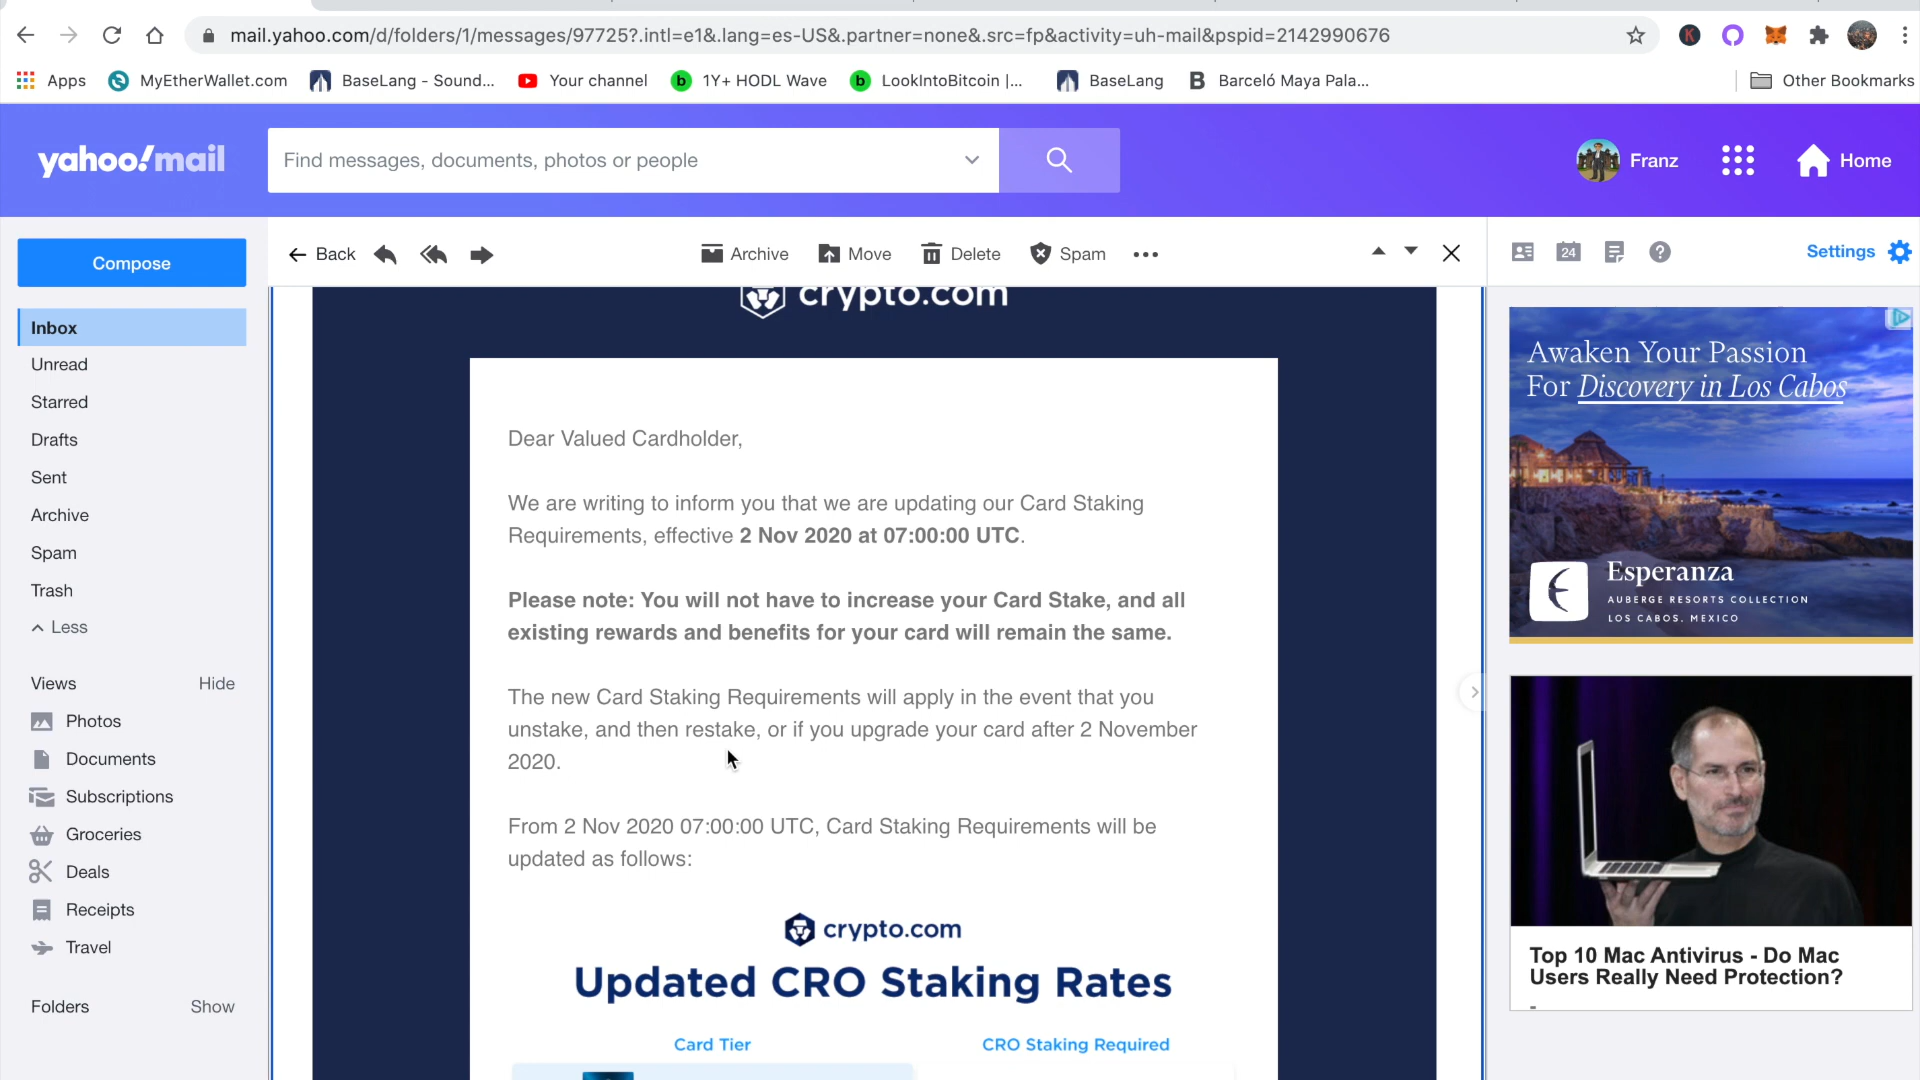 mail.yahoo.com/d/folders/1/messages/97725?.intl=e1&.lang=es-US&.partner=none&.src=fp&activity=uh-mail&pspid=2142990676
K
Apps
MyEtherWallet.com
BaseLang - Sound...
Your channel
b 1Y+ HODL Wave
b LookIntoBitcoin |...
BaseLang
B Barceló Maya Pala...
Other Bookmarks
yahoo!mail
Find messages, documents, photos or people
Franz
Home
Compose
Back
Archive
Move
Delete
Spam
24
Settings
Inbox
Unread
Starred
Drafts
Sent
Archive
Spam
Trash
Less
Views Hide
Photos
Documents
Subscriptions
Groceries
Deals
Receipts
Travel
Folders Show
crypto.com
Dear Valued Cardholder,
We are writing to inform you that we are updating our Card Staking
Requirements, effective 2 Nov 2020 at 07:00:00 UTC.
Please note: You will not have to increase your Card Stake, and all
existing rewards and benefits for your card will remain the same.
The new Card Staking Requirements will apply in the event that you
unstake, and then restake, or if you upgrade your card after 2 November
2020.
From 2 Nov 2020 07:00:00 UTC, Card Staking Requirements will be
updated as follows:
crypto.com
Updated CRO Staking Rates
Card Tier CRO Staking Required
Awaken Your Passion
For Discovery in Los Cabos
Esperanza
AUBERGE RESORTS COLLECTION
LOS CABOS, MEXICO
Top 10 Mac Antivirus - Do Mac
Users Really Need Protection?
-